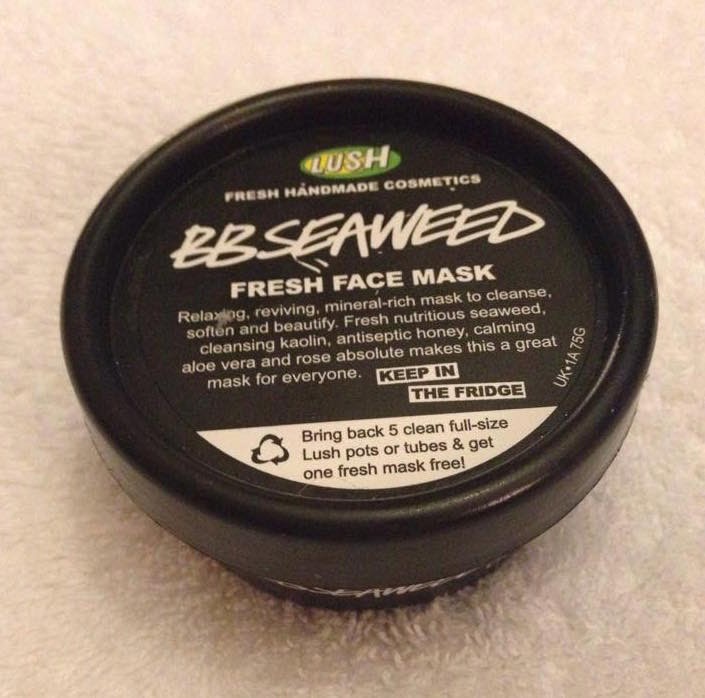 LUSH
FRESH HANDMADE COSMETICS
BB SEAWEED
FRESH FACE MASK
Relaxing, reviving, mineral-rich mask to cleanse,
soften and beautify. Fresh nutritious seaweed,
cleansing kaolin, antiseptic honey, calming
aloe vera and rose absolute makes this a great
mask for everyone. KEEP IN
THE FRIDGE
UK•1A 75G
Bring back 5 clean full-size
Lush pots or tubes & get
one fresh mask free!